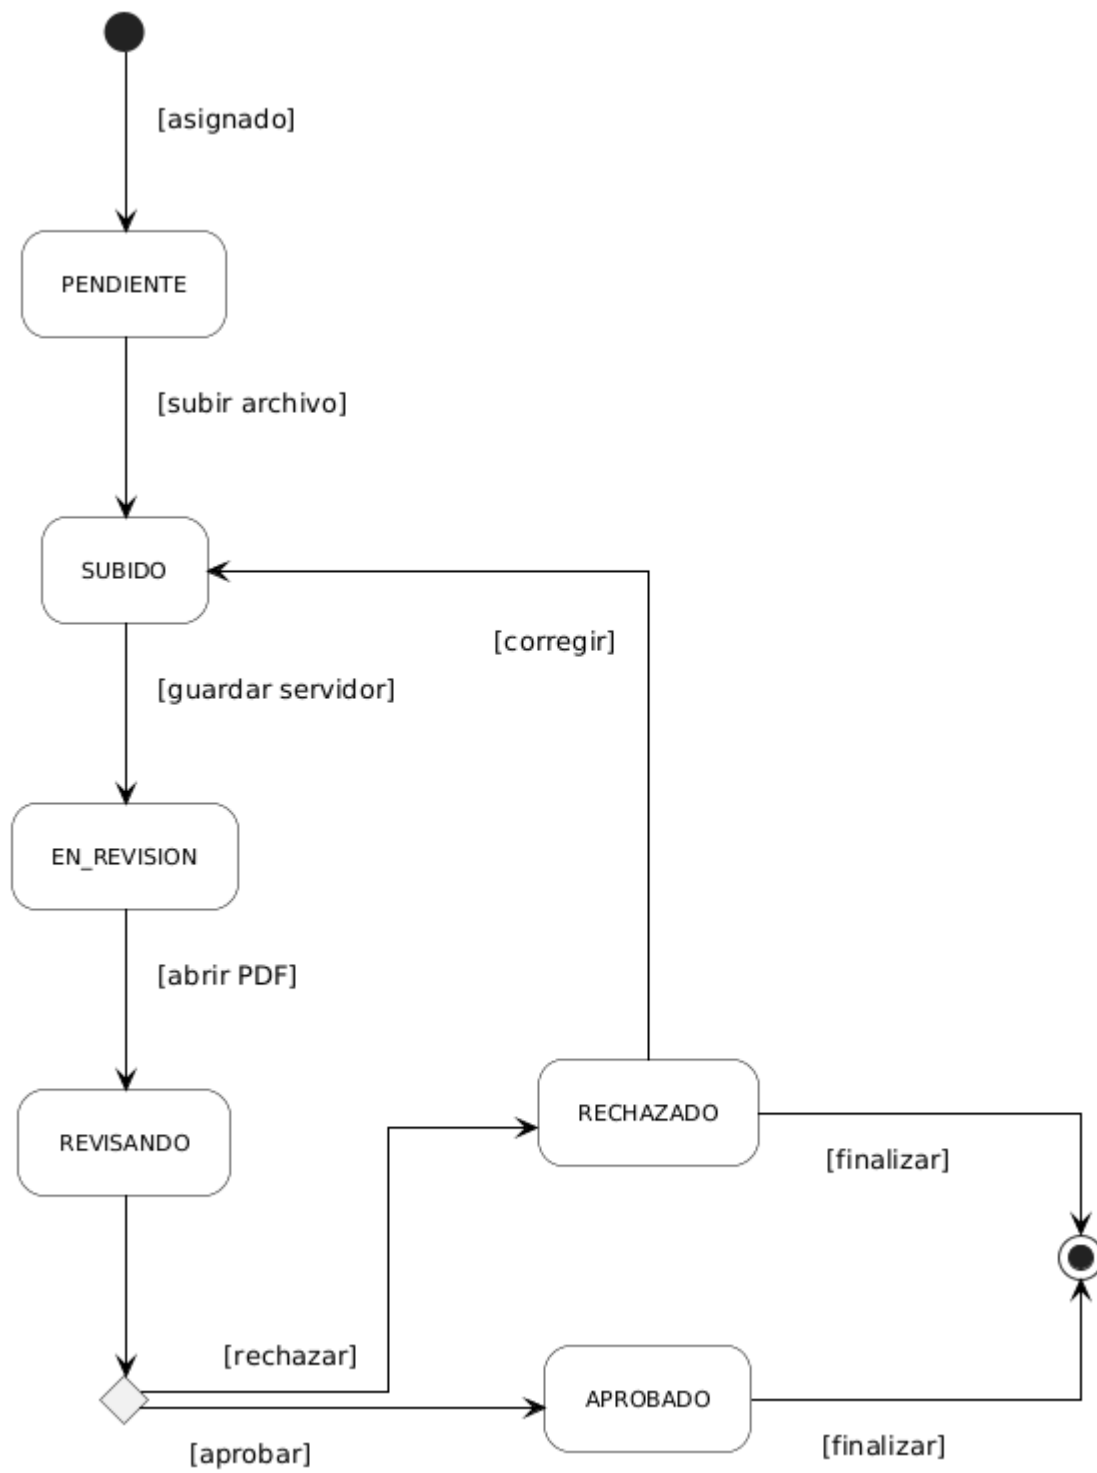 [asignado]
PENDIENTE
[subir archivo]
SUBIDO
[corregir]
[guardar servidor]
EN_REVISION
[abrir PDF]
RECHAZADO
REVISANDO
[finalizar]
[rechazar]
APROBADO
[aprobar]
[finalizar]